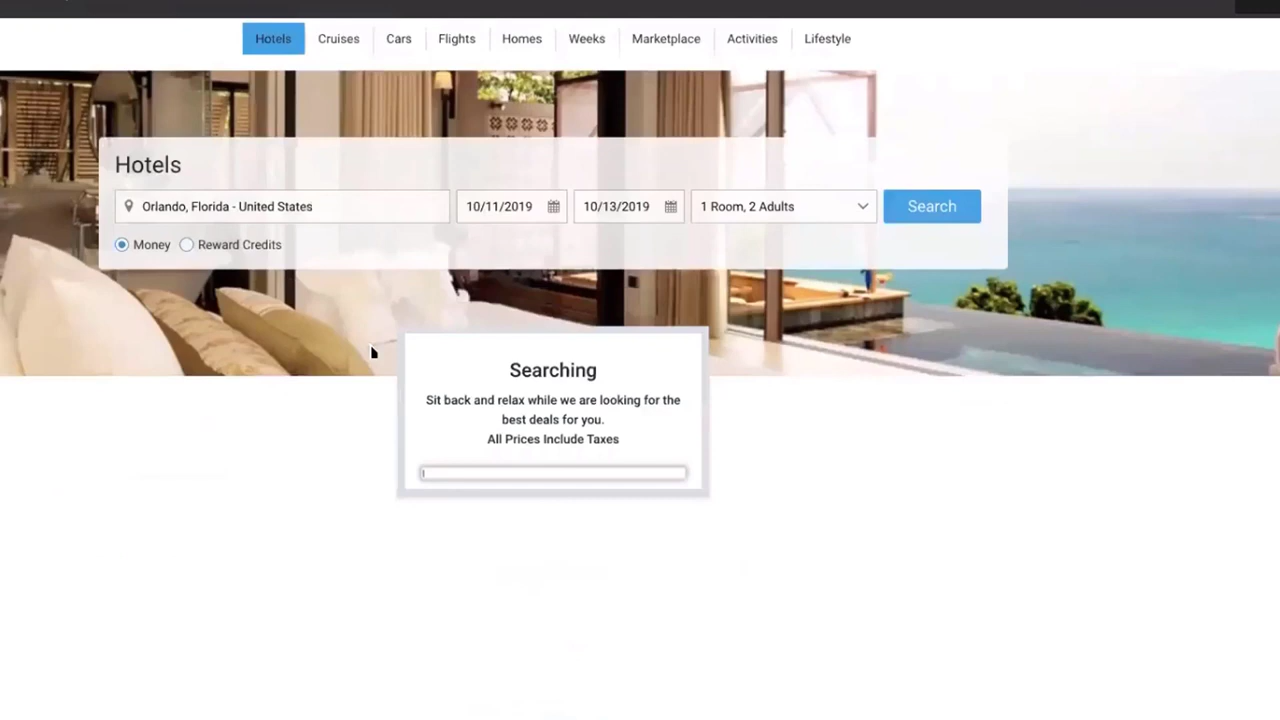 Hotels
Cruises
Cars
Flights
Homes
Weeks
Marketplace
Activities
Lifestyle
Hotels
Orlando, Florida - United States
10/11/2019
10/13/2019
1 Room, 2 Adults
Search
Money
Reward Credits
Searching
Sit back and relax while we are looking for the
best deals for you.
All Prices Include Taxes